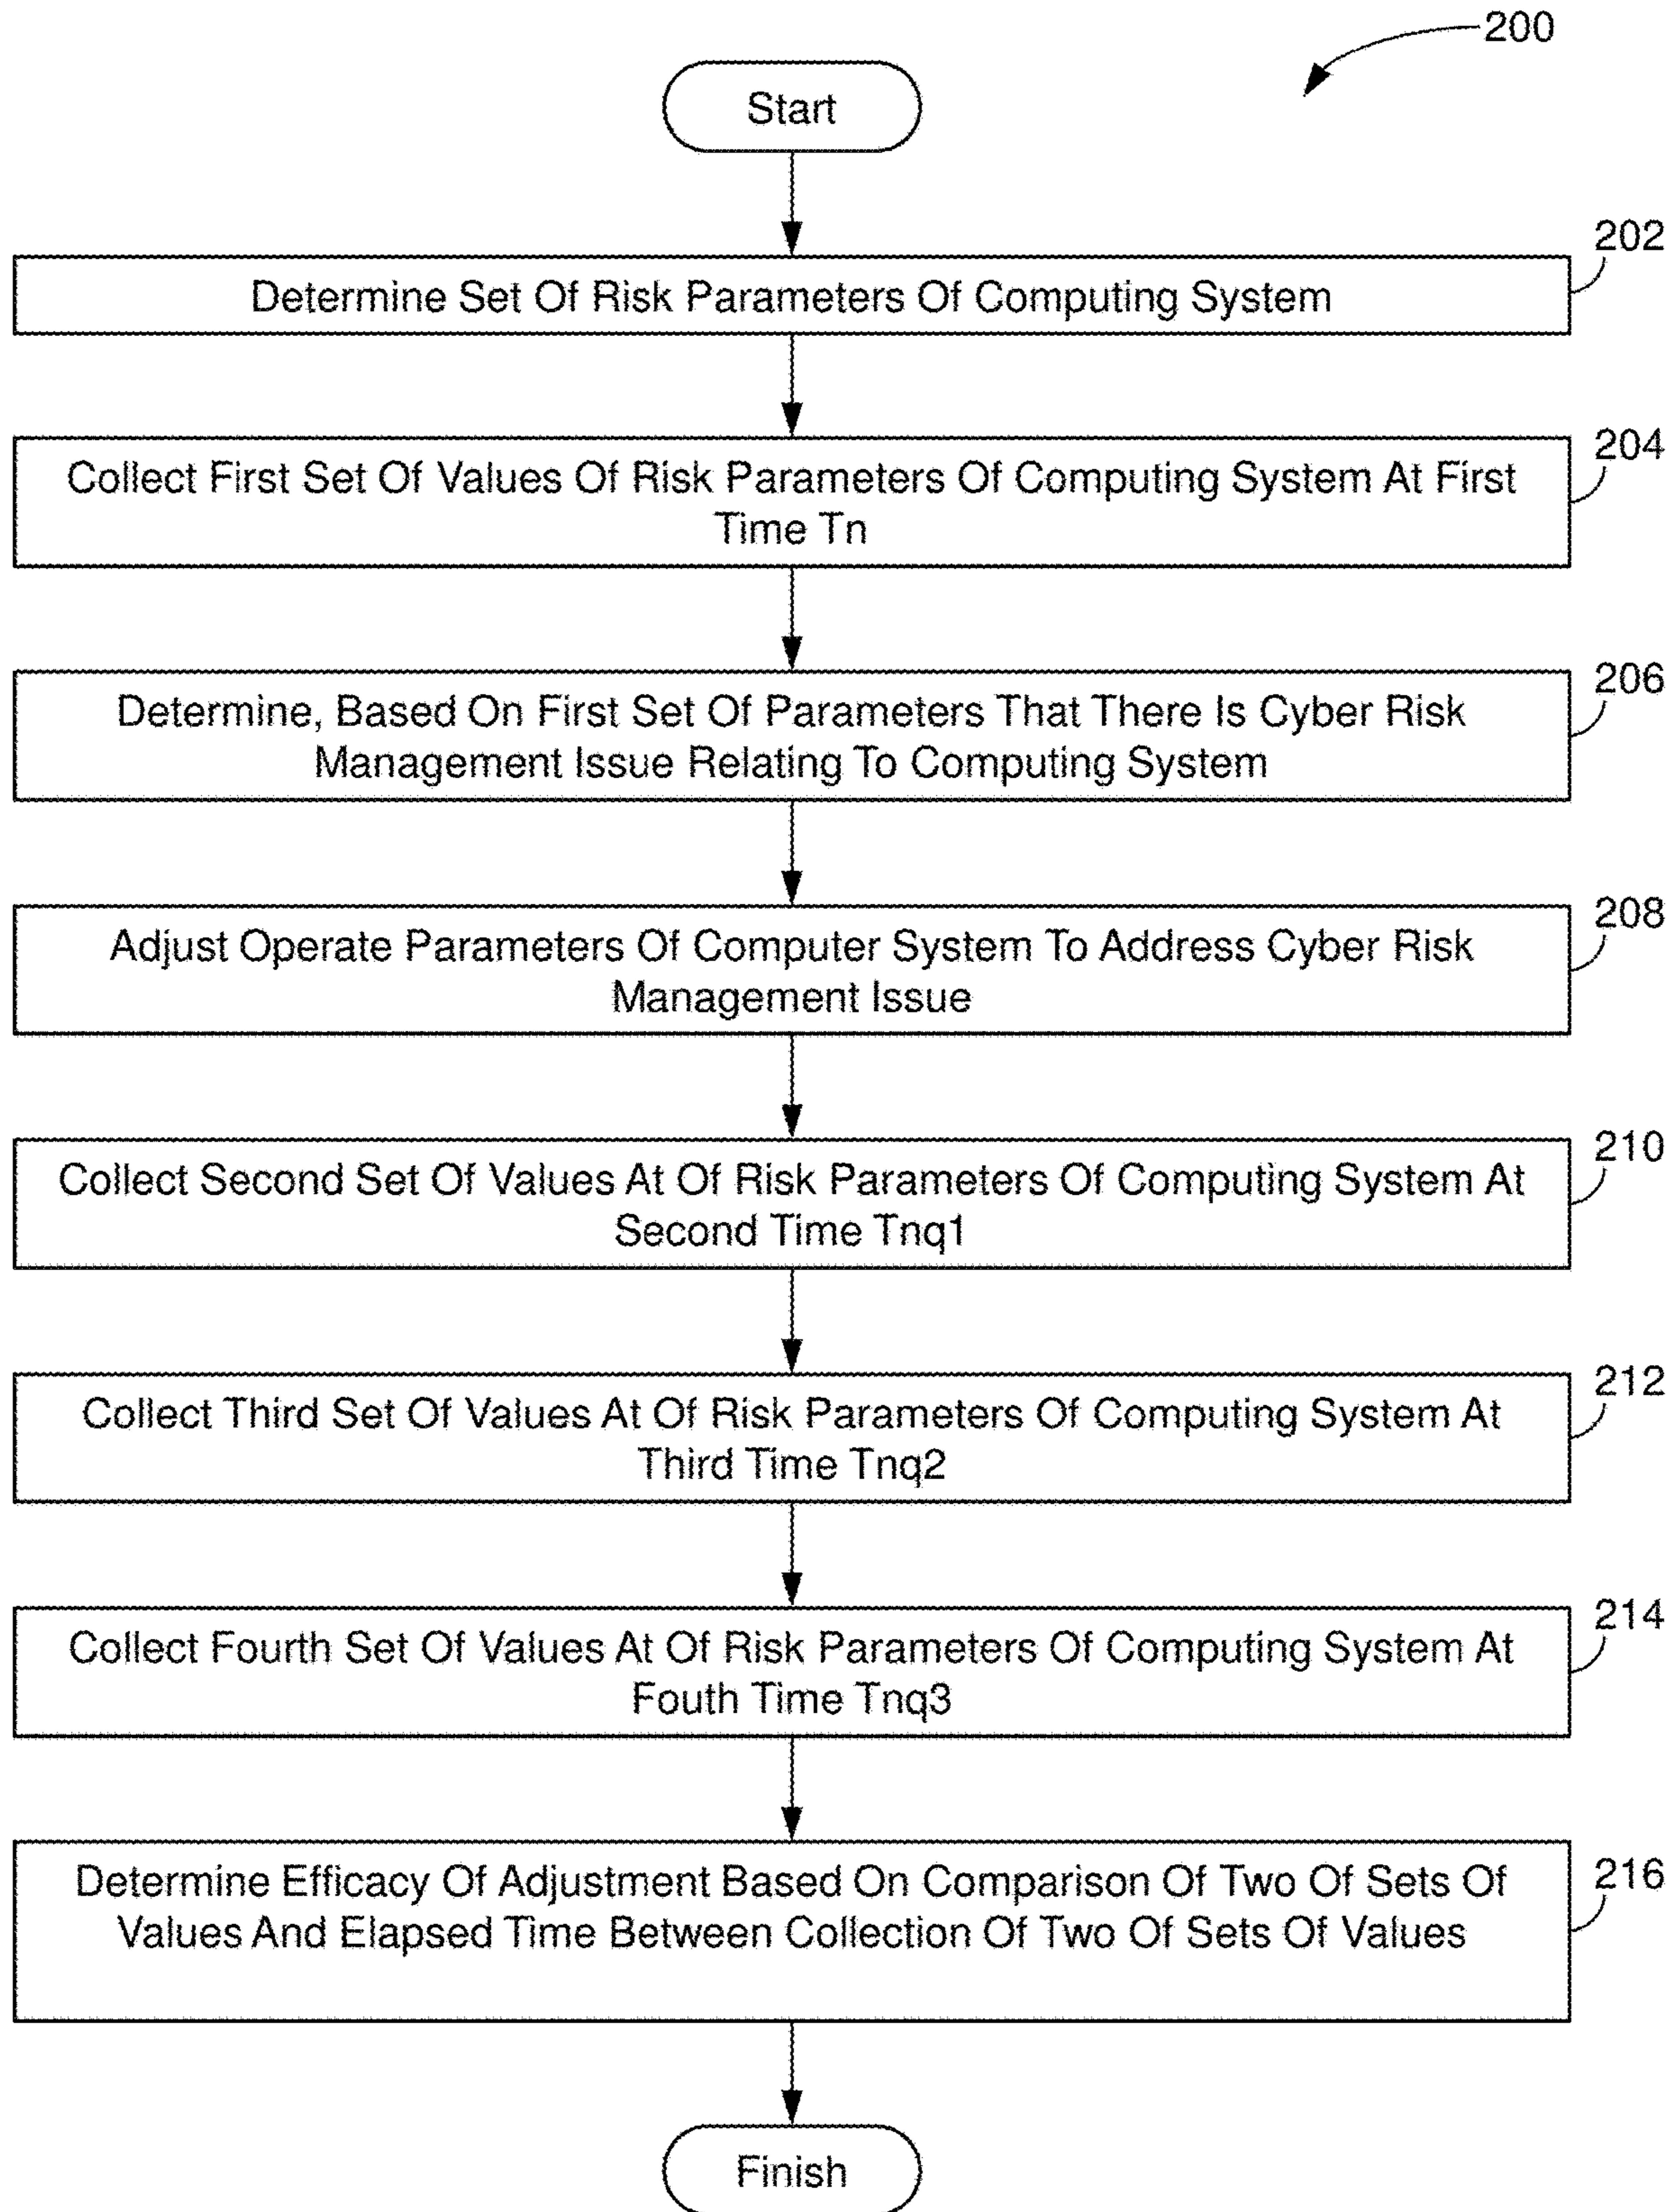 200
Start
202
Determine Set Of Risk Parameters Of Computing System
204
Collect First Set Of Values Of Risk Parameters Of Computing System At First
Time Tn
206
Determine, Based On First Set Of Parameters That There Is Cyber Risk
Management Issue Relating To Computing System
208
Adjust Operate Parameters Of Computer System To Address Cyber Risk
Management Issue
210
Collect Second Set Of Values At Of Risk Parameters Of Computing System At
Second Time Tnq1
212
Collect Third Set Of Values At Of Risk Parameters Of Computing System At
Third Time Tnq2
214
Collect Fourth Set Of Values At Of Risk Parameters Of Computing System At
Fouth Time Tnq3
216
Determine Efficacy Of Adjustment Based On Comparison Of Two Of Sets Of
Values And Elapsed Time Between Collection Of Two Of Sets Of Values
Finish